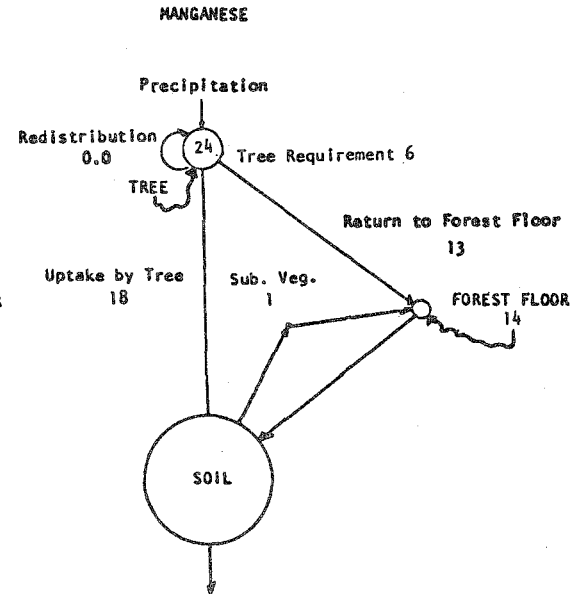 MANGANESE
Precipitation
Redistribution
0.0
24
Tree Requirement 6
TREE
Return to Forest Floor
13
Uptake by Tree
18
Sub. Veg.
1
FOREST FLOOR
14
SOIL